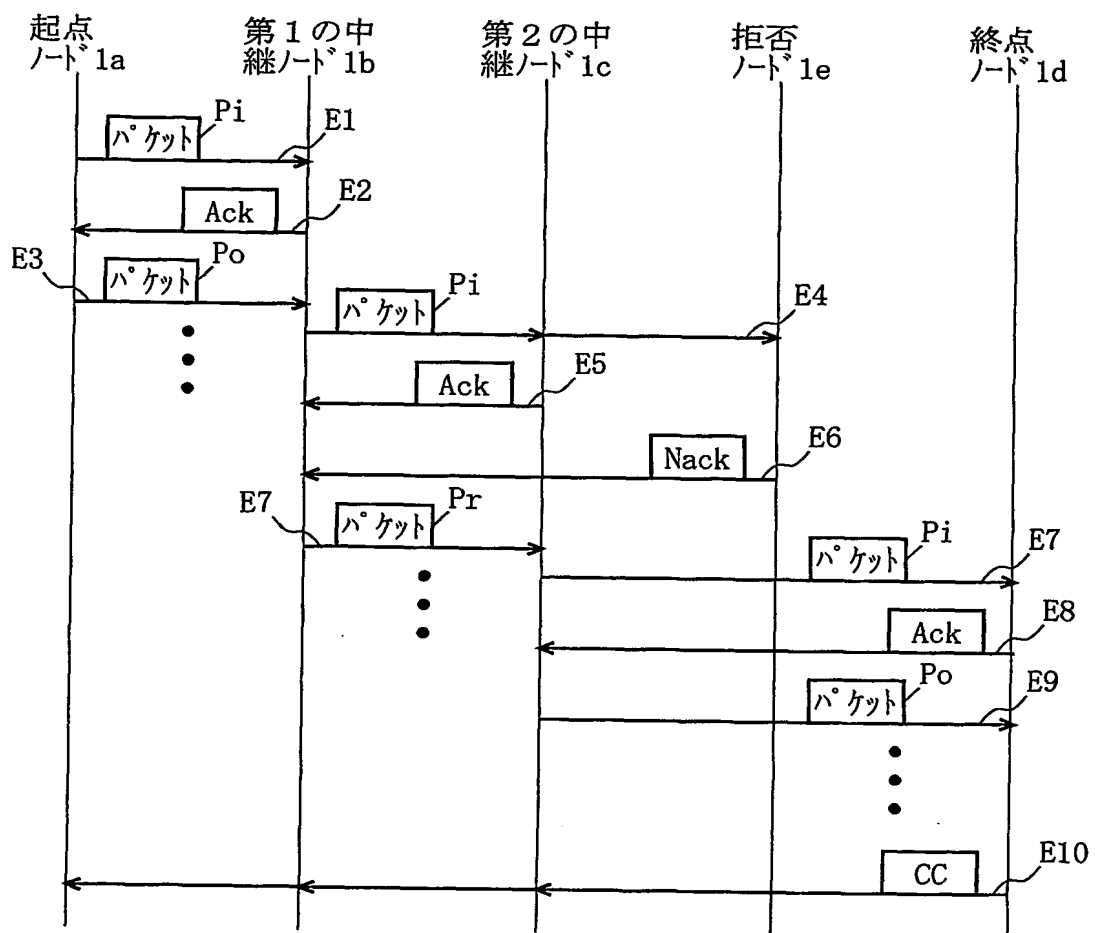 起点
ノード1a
第1の中
継ノード1b
第2の中
継ノード1c
拒否
ノード1e
終点
ノード1d
パケット
Pi
E1
Ack
E2
E3
パケット
Po
パケット
Pi
E4
Ack
E5
Nack
E6
E7
パケット
Pr
パケット
Pi
E7
Ack
E8
パケット
Po
E9
CC
E10